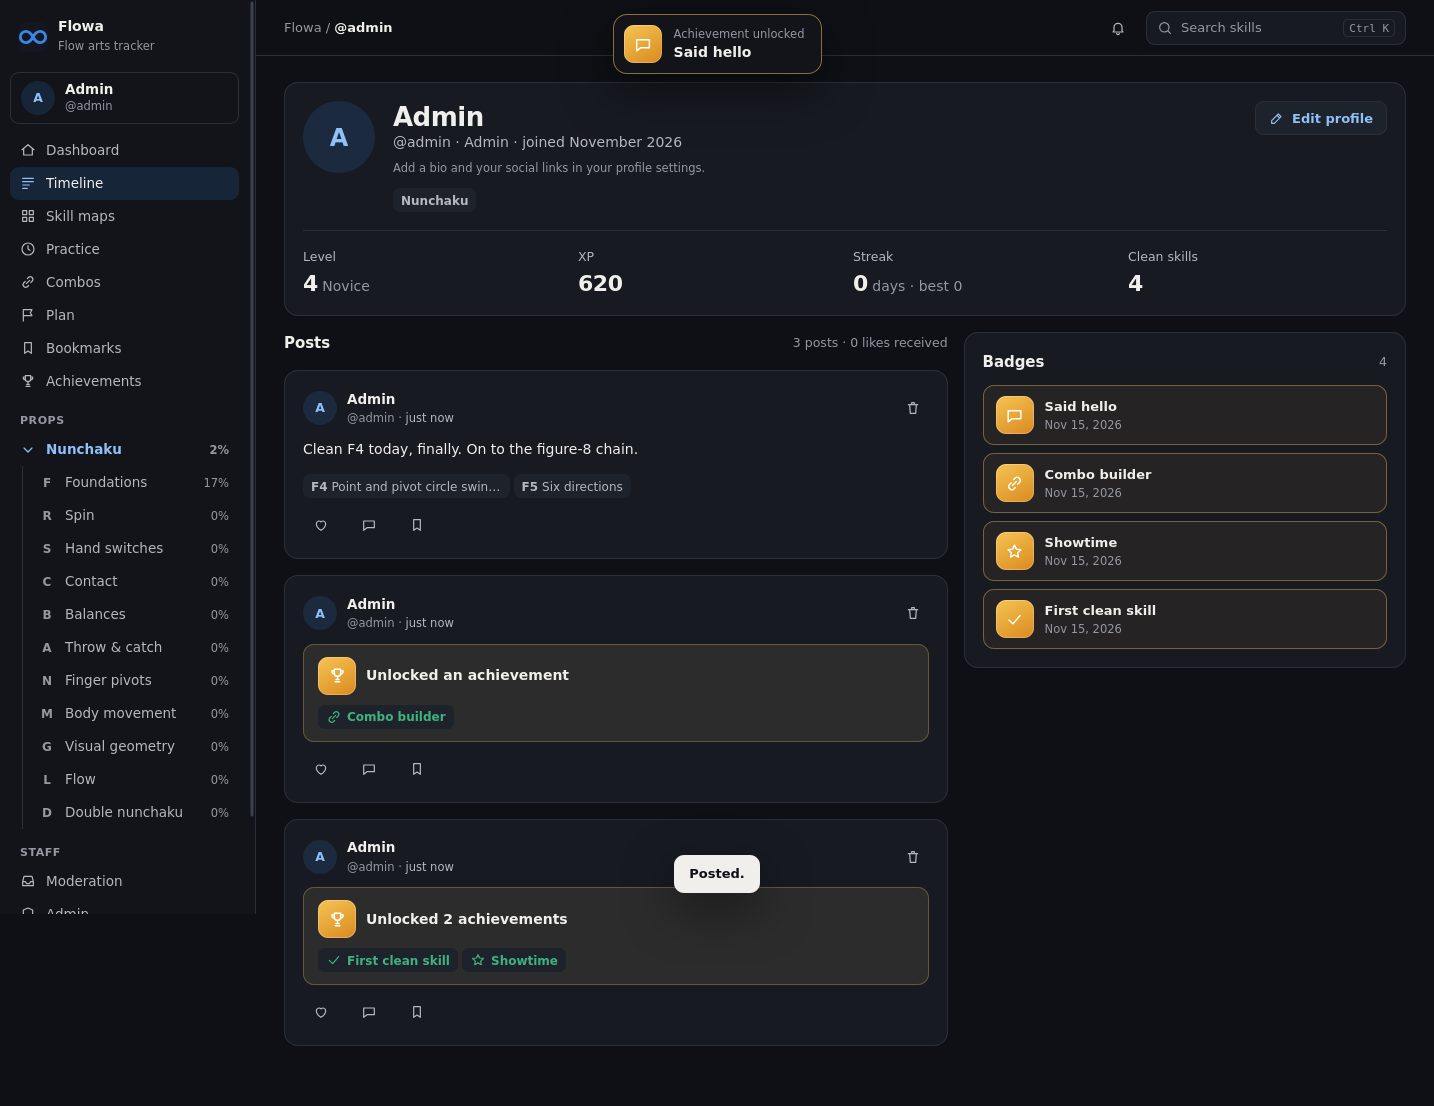 Flowa
Flow arts tracker
A
Admin
@admin
Dashboard
Timeline
Skill maps
Practice
Combos
Plan
Bookmarks
Achievements
PROPS
Nunchaku 2%
F Foundations 17%
R Spin 0%
S Hand switches 0%
C Contact 0%
B Balances 0%
A Throw & catch 0%
N Finger pivots 0%
M Body movement 0%
G Visual geometry 0%
L Flow 0%
D Double nunchaku 0%
STAFF
Moderation
Admin
Flowa / @admin
Achievement unlocked
Said hello
Search skills Ctrl K
A
Admin
@admin · Admin · joined November 2026
Add a bio and your social links in your profile settings.
Nunchaku
Edit profile
Level
4 Novice
XP
620
Streak
0 days · best 0
Clean skills
4
Posts
3 posts · 0 likes received
A
Admin
@admin · just now
Clean F4 today, finally. On to the figure-8 chain.
F4 Point and pivot circle swin… F5 Six directions
A
Admin
@admin · just now
Unlocked an achievement
Combo builder
A
Admin
@admin · just now
Posted.
Unlocked 2 achievements
First clean skill Showtime
Badges 4
Said hello
Nov 15, 2026
Combo builder
Nov 15, 2026
Showtime
Nov 15, 2026
First clean skill
Nov 15, 2026